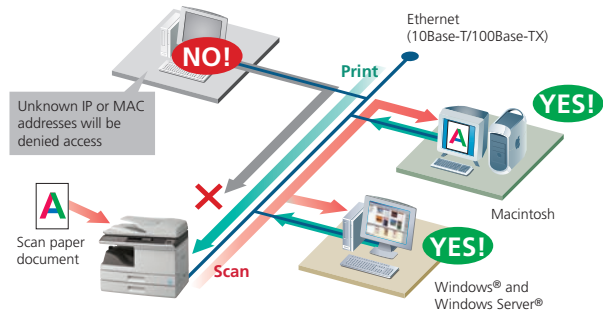 Ethernet
(10Base-T/100Base-TX)
NO!
Print
YES!
Unknown IP or MAC
addresses will be
denied access
A
A
Macintosh
Scan paper
document
YES!
Scan
Windows® and
Windows Server®